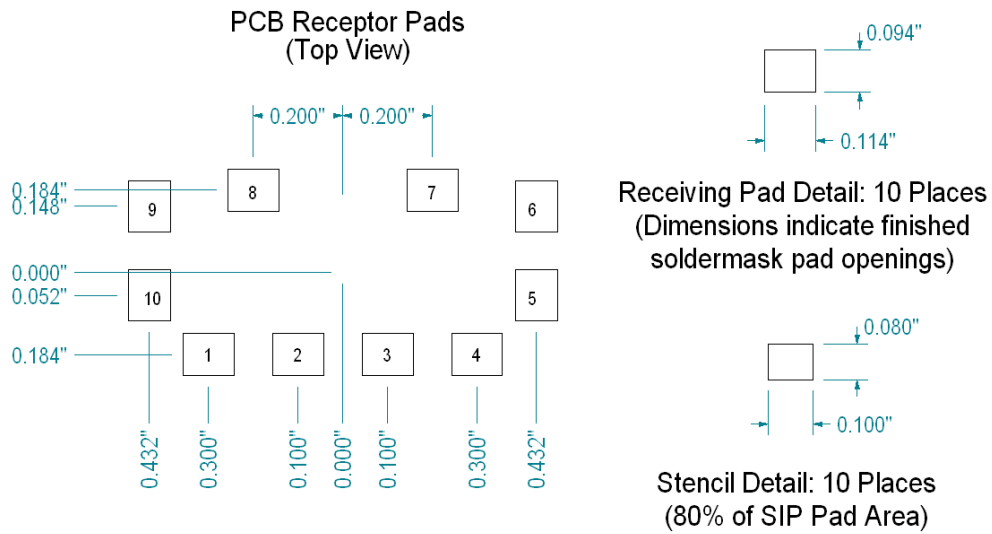 PCB Receptor Pads
(Top View)
0.200" 0.200"
0.184"
0.148"
8 7
9 6
0.000"
0.052"
10 5
0.184"
1 2 3 4
0.432" 0.300" 0.100" 0.000" 0.100" 0.300" 0.432"
0.094"
0.114"
Receiving Pad Detail: 10 Places
(Dimensions indicate finished
soldermask pad openings)
0.080"
0.100"
Stencil Detail: 10 Places
(80% of SIP Pad Area)